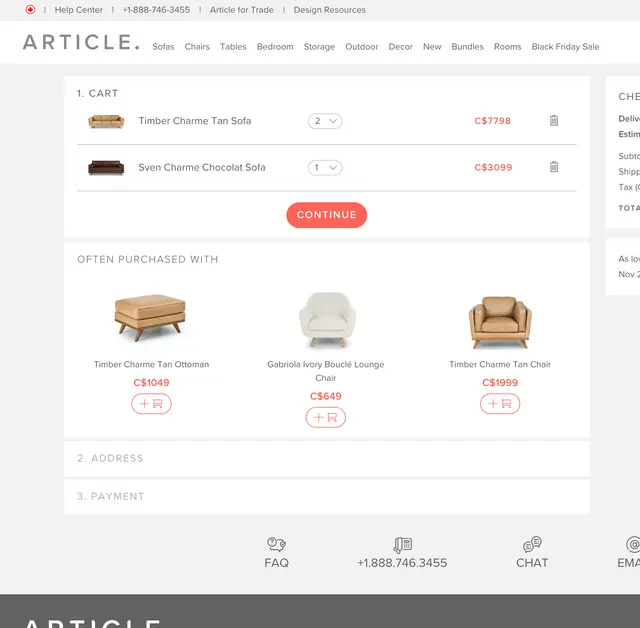 Help Center | +1-888-746-3455 | Article for Trade | Design Resources
ARTICLE.
Sofas Chairs Tables Bedroom Storage Outdoor Decor New Bundles Rooms Black Friday Sale
1. CART
Timber Charme Tan Sofa 2 C$7798
Sven Charme Chocolat Sofa 1 C$3099
CONTINUE
OFTEN PURCHASED WITH
Timber Charme Tan Ottoman
C$1049
Gabriola Ivory Bouclé Lounge
Chair
C$649
Timber Charme Tan Chair
C$1999
2. ADDRESS
3. PAYMENT
CHE
Deliv
Estim
Subto
Shipp
Tax (
TOTA
As lo
Nov 2
FAQ
+1.888.746.3455
CHAT
EMA
ARTICLE